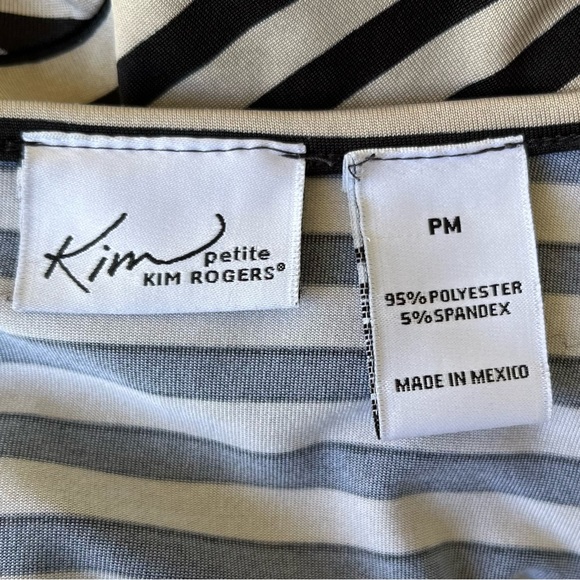 Kim petite
KIM ROGERS®
PM
95% POLYESTER
5% SPANDEX
MADE IN MEXICO